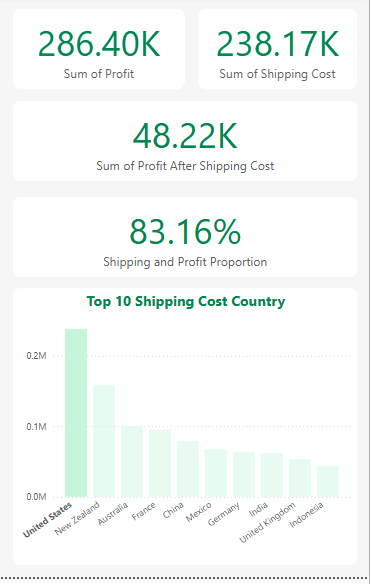 286.40K
Sum of Profit
238.17K
Sum of Shipping Cost
48.22K
Sum of Profit After Shipping Cost
83.16%
Shipping and Profit Proportion
Top 10 Shipping Cost Country
0.2M
0.1M
0.0M
United States
New Zealand
Australia
France
China
Mexico
Germany
India
United Kingdom
Indonesia